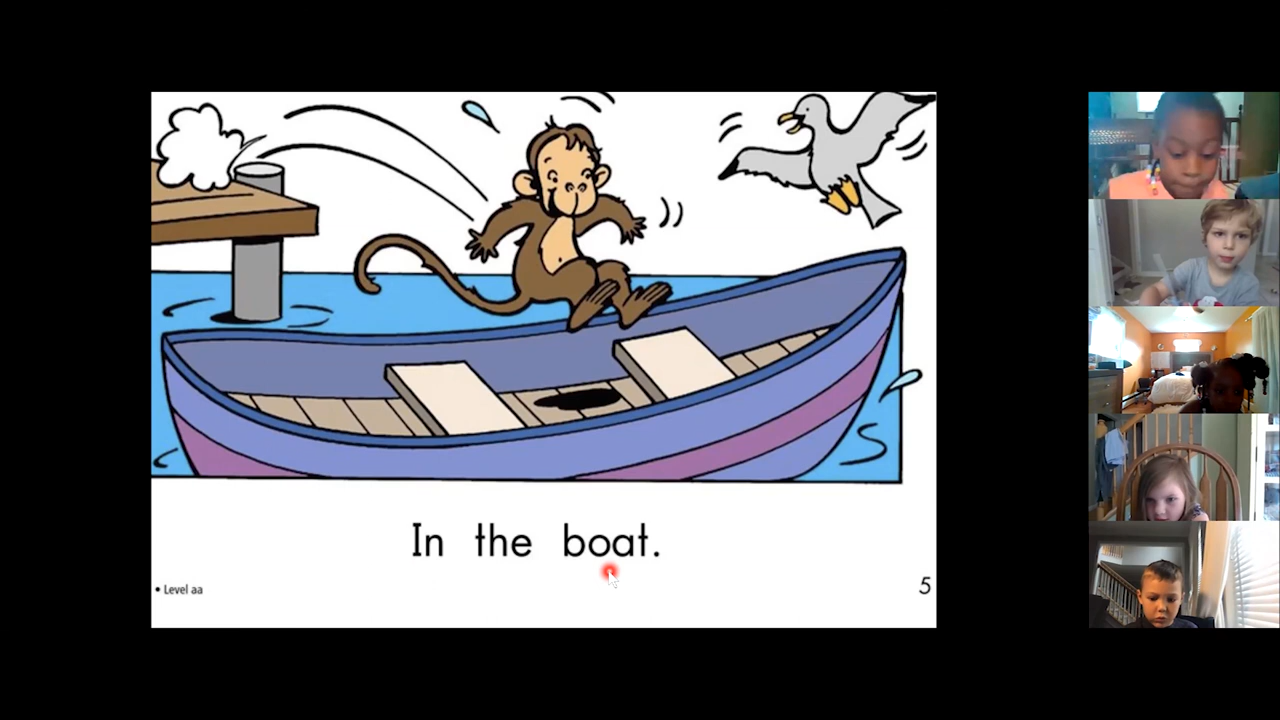 In the boat.
• Level aa
5